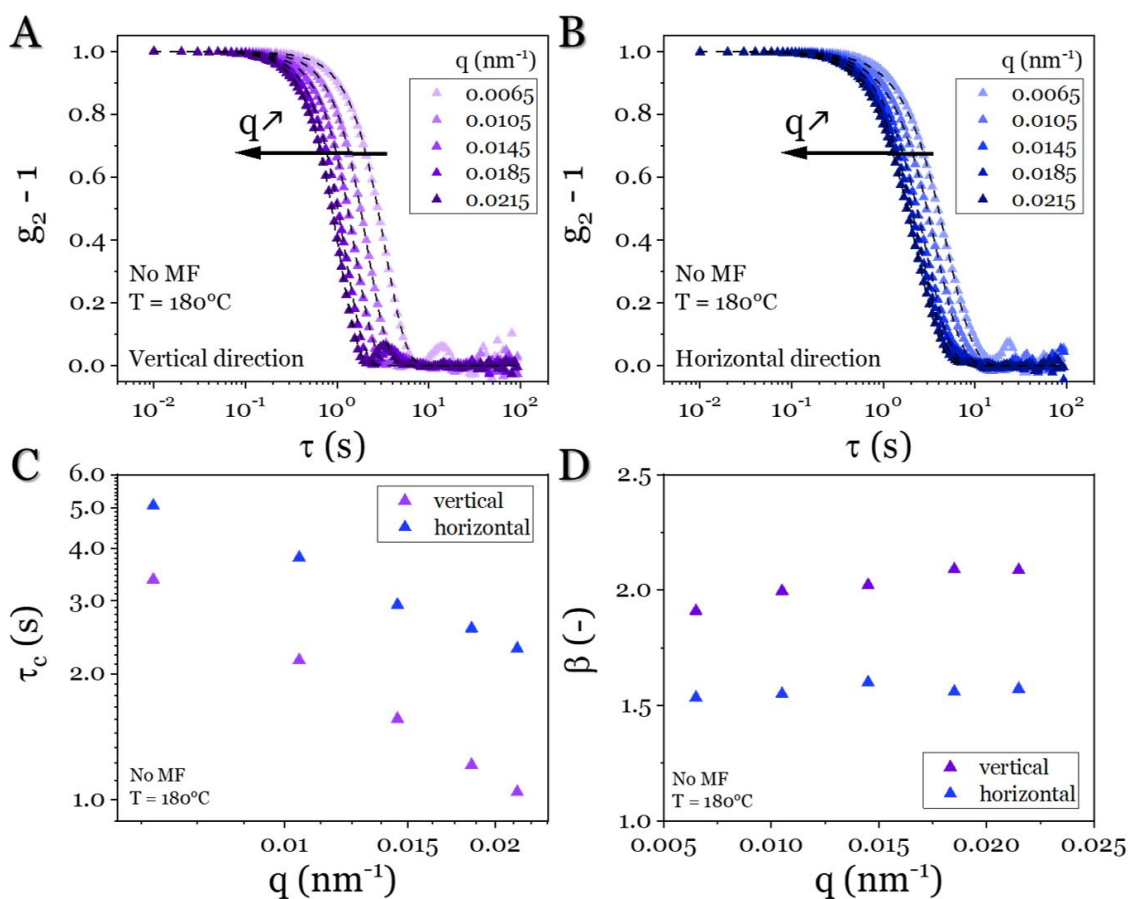 A
1.0
0.8
0.6
0.4
0.2
0.0
g₂ - 1
q (nm⁻¹)
0.0065
0.0105
0.0145
0.0185
0.0215
q↗
No MF
T = 180°C
Vertical direction
10⁻² 10⁻¹ 10⁰ 10¹ 10²
τ (s)
B
1.0
0.8
0.6
0.4
0.2
0.0
g₂ - 1
q (nm⁻¹)
0.0065
0.0105
0.0145
0.0185
0.0215
q↗
No MF
T = 180°C
Horizontal direction
10⁻² 10⁻¹ 10⁰ 10¹ 10²
τ (s)
C
6.0
5.0
4.0
3.0
2.0
1.0
τc (s)
vertical
horizontal
No MF
T = 180°C
0.01 0.015 0.02
q (nm⁻¹)
D
2.5
2.0
1.5
1.0
β (-)
No MF
T = 180°C
vertical
horizontal
0.005 0.010 0.015 0.020 0.025
q (nm⁻¹)